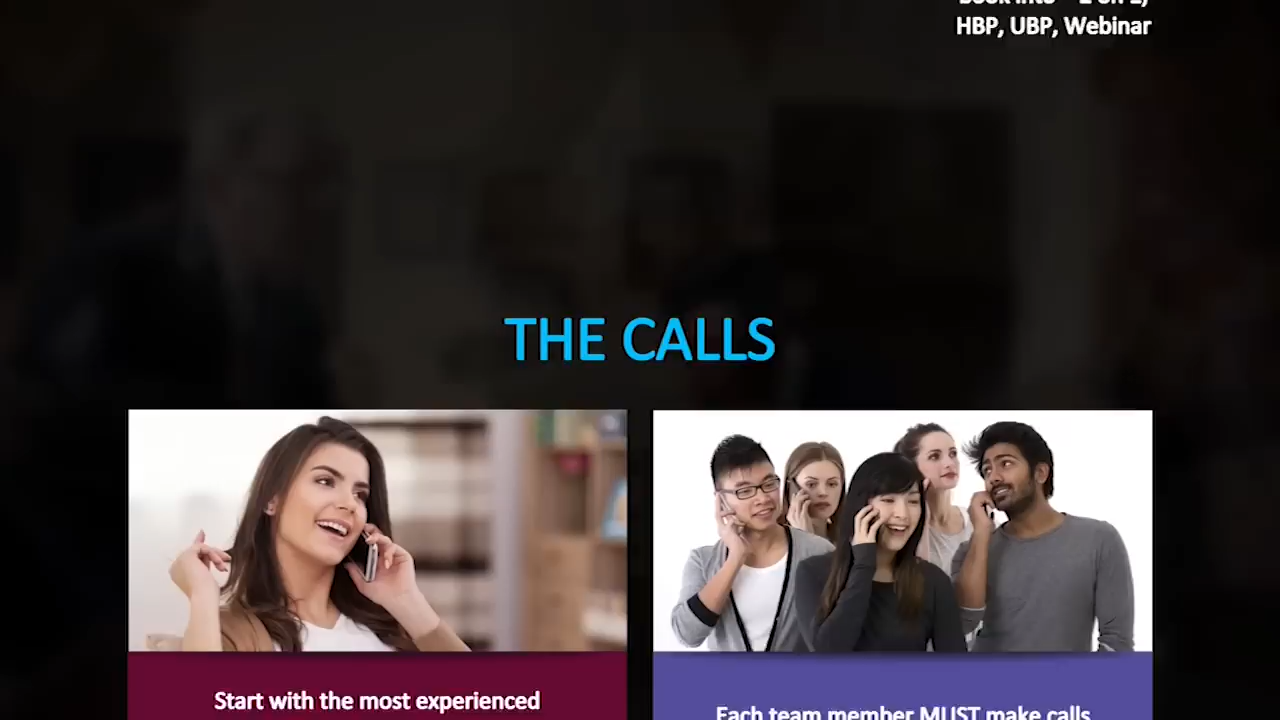 HBP, UBP, Webinar
THE CALLS
Start with the most experienced
Each team member MUST make calls